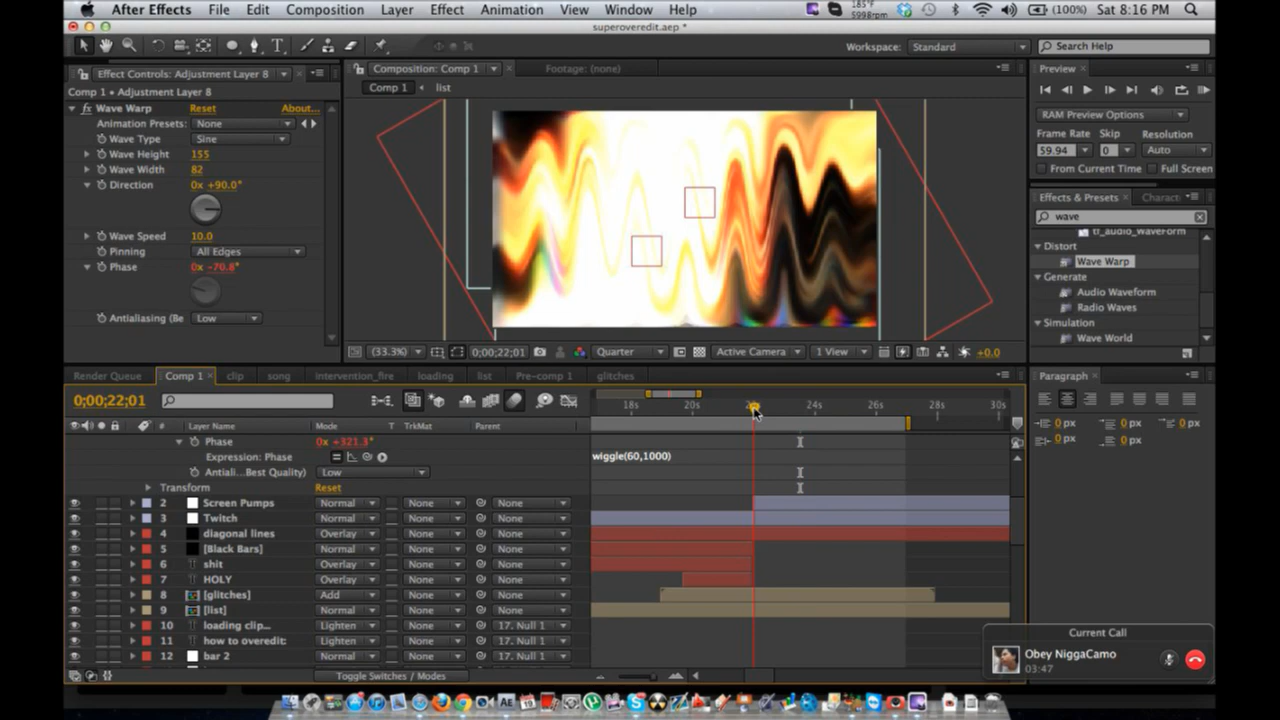 After Effects File Edit Composition Layer Effect Animation View Window Help 185°F 5998rpm (100%) Sat 8:16 PM
superoveredit.aep *
Workspace: Standard Search Help
Effect Controls: Adjustment Layer 8 Composition: Comp 1 Footage: (none) Preview
Comp 1 • Adjustment Layer 8 Comp 1 list
fx Wave Warp Reset About...
Animation Presets: None
Wave Type Sine
Wave Height 155
Wave Width 82
Direction 0x +90.0°
Wave Speed 10.0
Pinning All Edges
Phase 0x -70.8°
Antialiasing (Be Low
RAM Preview Options
Frame Rate Skip Resolution
59.94 0 Auto
From Current Time Full Screen
Effects & Presets Charact
wave
tf_audio_WaveForm
Distort
Wave Warp
Generate
Audio Waveform
Radio Waves
Simulation
Wave World
(33.3%) 0;00;22;01 Quarter Active Camera 1 View +0.0
Render Queue Comp 1 clip song intervention_fire loading list Pre-comp 1 glitches
Paragraph
0;00;22;01
18s 20s 24s 26s 28s 30s
# Layer Name Mode T TrkMat Parent
Phase 0x +321.3°
Expression: Phase wiggle(60,1000)
Antiali...Best Quality) Low
Transform Reset
2 Screen Pumps Normal None None
3 Twitch Normal None None
4 diagonal lines Overlay None None
5 [Black Bars] Normal None None
6 shit Overlay None None
7 HOLY Overlay None None
8 [glitches] Add None None
9 [list] Normal None None
10 loading clip... Lighten None 17. Null 1
11 how to overedit: Lighten None 17. Null 1
12 bar 2 Normal None 17. Null 1
Toggle Switches / Modes
0 px 0 px 0 px
0 px 0 px
Current Call
Obey NiggaCamo
03:47